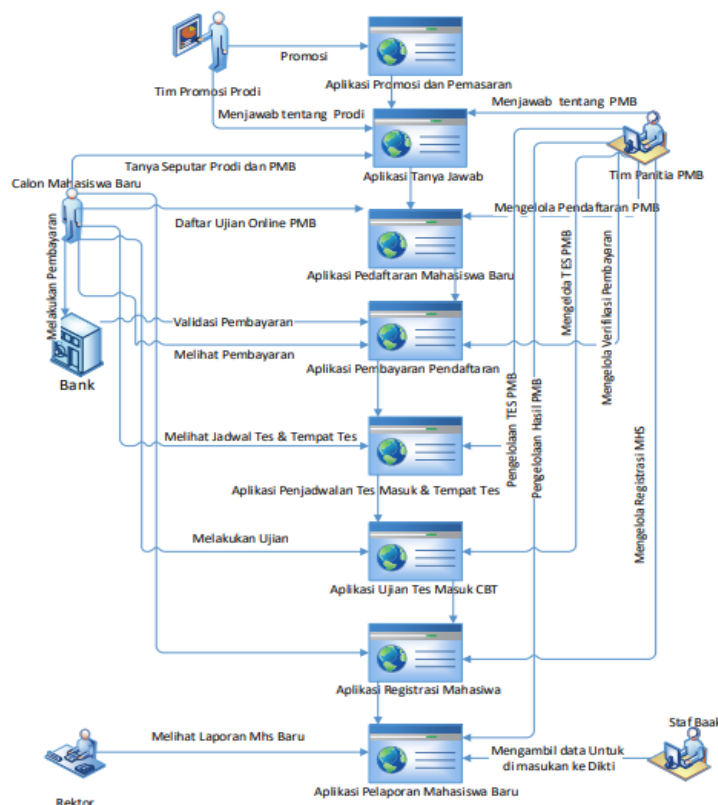 Promosi
Tim Promosi Prodi
Aplikasi Promosi dan Pemasaran
Menjawab tentang Prodi
Menjawab tentang PMB
Tanya Seputar Prodi dan PMB
Aplikasi Tanya Jawab
Tim Panitia PMB
Calon Mahasiswa Baru
Mengelola Pendaftaran PMB
Daftar Ujian Online PMB
Aplikasi Pedaftaran Mahasiswa Baru
Melakukan Pembayaran
Mengelola TES PMB
Mengelola Verifikasi Pembayaran
Validasi Pembayaran
Melihat Pembayaran
Aplikasi Pembayaran Pendaftaran
Bank
Pengelolaan TES PMB
Pengelolaan Hasil PMB
Mengelola Registrasi MHS
Melihat Jadwal Tes & Tempat Tes
Aplikasi Penjadwalan Tes Masuk & Tempat Tes
Melakukan Ujian
Aplikasi Ujian Tes Masuk CBT
Aplikasi Registrasi Mahasiwa
Staf Baak
Melihat Laporan Mhs Baru
Mengambil data Untuk
di masukan ke Dikti
Aplikasi Pelaporan Mahasiswa Baru
Rektor